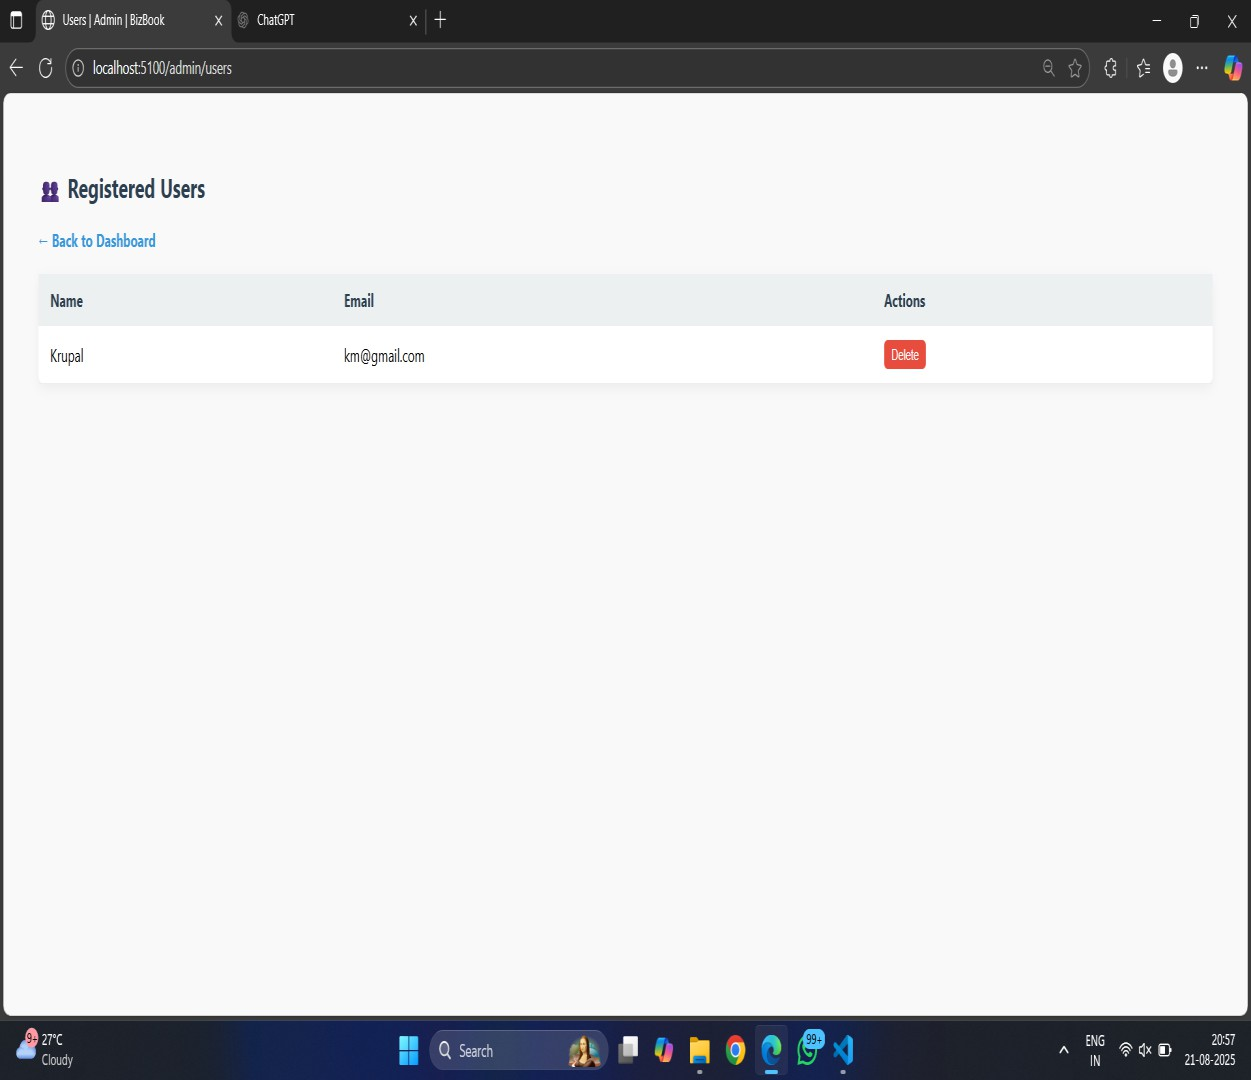 Users | Admin | BizBook
ChatGPT
localhost:5100/admin/users
Registered Users
← Back to Dashboard
Name Email Actions
Krupal km@gmail.com Delete
9+ 27°C
Cloudy
Search
99+
ENG
IN
20:57
21-08-2025